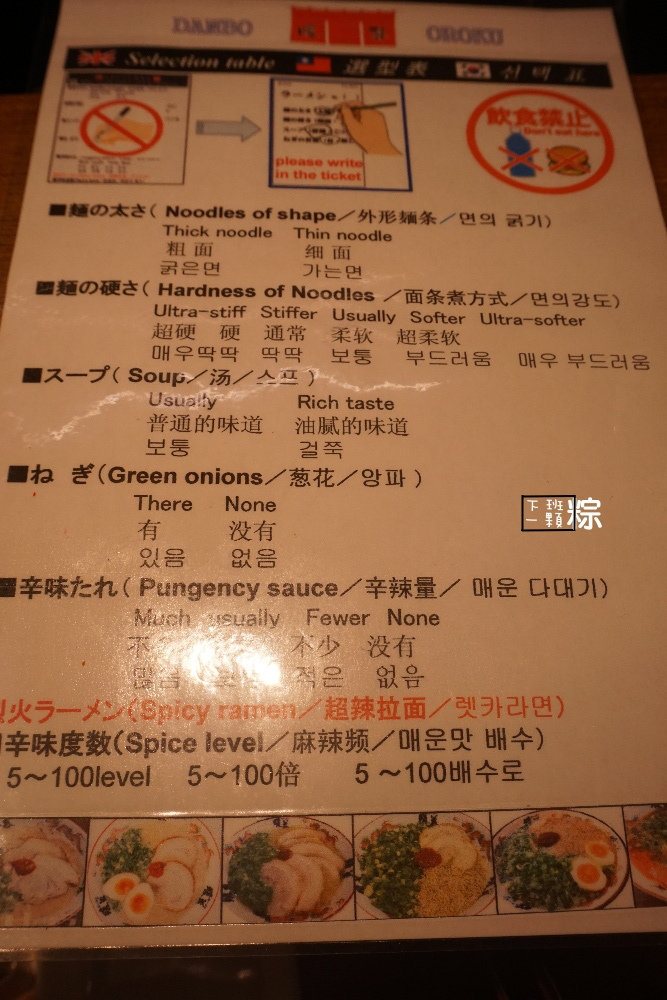 DANBO
Selection table 選型表 선택표
ラーメン
please write
in the ticket
飲食禁止
Don't eat here
■麺の太さ( Noodles of shape／外形麺条／면의 굵기)
Thick noodle Thin noodle
粗面 细面
굵은면 가는면
■麺の硬さ( Hardness of Noodles ／面条煮方式／면의강도)
Ultra-stiff Stiffer Usually Softer Ultra-softer
超硬 硬 通常 柔软 超柔软
매우딱딱 딱딱 보통 부드러움 매우 부드러움
■スープ( Soup／汤／스프 )
Usually Rich taste
普通的味道 油腻的味道
보통 걸쭉
■ねぎ(Green onions／葱花／앙파 )
There None
有 没有
있음 없음
下班
一顆
粽
■辛味たれ( Pungency sauce／辛辣量／ 매운 다대기)
Much usually Fewer None
不少 没有
적은 없음
火ラーメン(Spicy ramen／超辣拉面／렛카라면)
辛味度数(Spice level／麻辣频／매운맛 배수)
5～100level 5～100倍 5～100배수로